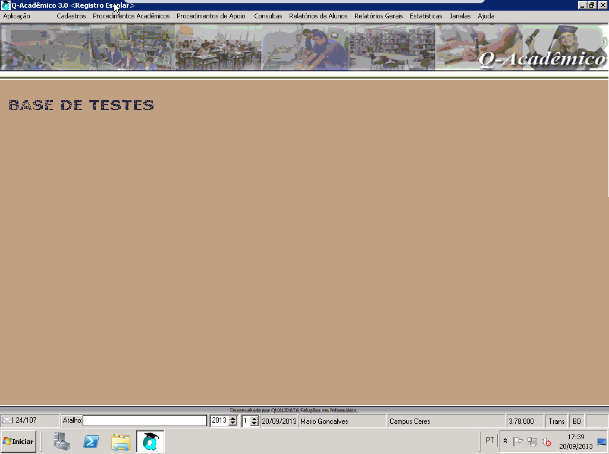 Q-Acadêmico 3.0 <Registro Escolar>
Aplicação Cadastros Procedimentos Acadêmicos Procedimentos de Apoio Consultas Relatórios de Alunos Relatórios Gerais Estatísticas Janelas Ajuda
Q-Acadêmico
BASE DE TESTES
Desenvolvido por QUALIDATA Soluções em Informática
24/107 Atalho: 2013 1 20/09/2013 Mario Goncalves Campus Ceres 3.78.000 Trans BD
Iniciar PT 17:39
20/09/2013